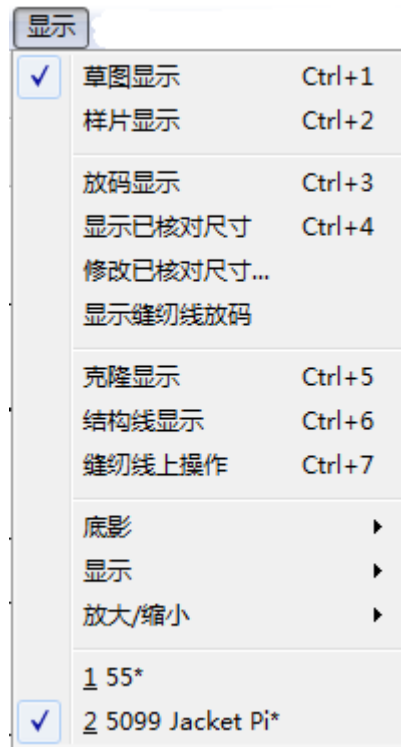 显示
草图显示 Ctrl+1
样片显示 Ctrl+2
放码显示 Ctrl+3
显示已核对尺寸 Ctrl+4
修改已核对尺寸...
显示缝纫线放码
克隆显示 Ctrl+5
结构线显示 Ctrl+6
缝纫线上操作 Ctrl+7
底影
显示
放大/缩小
1 55*
2 5099 Jacket Pi*